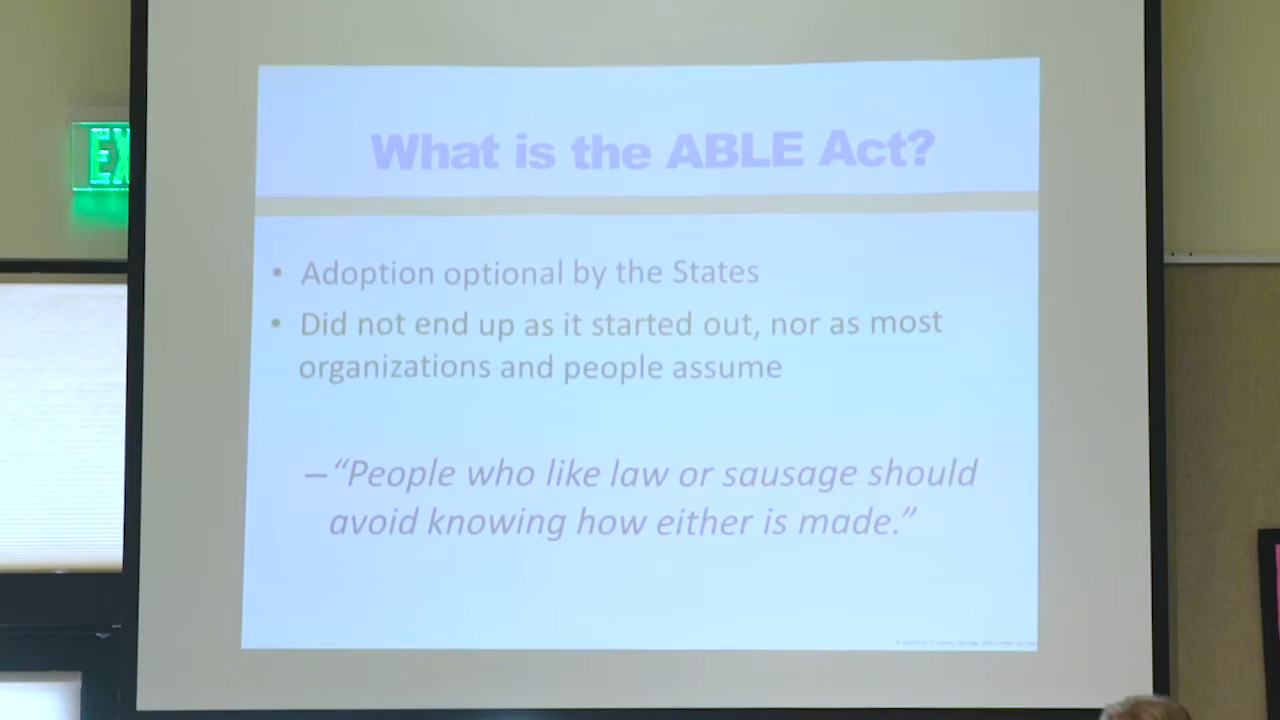 EX
What is the ABLE Act?
• Adoption optional by the States
• Did not end up as it started out, nor as most
organizations and people assume
–“People who like law or sausage should
avoid knowing how either is made.”